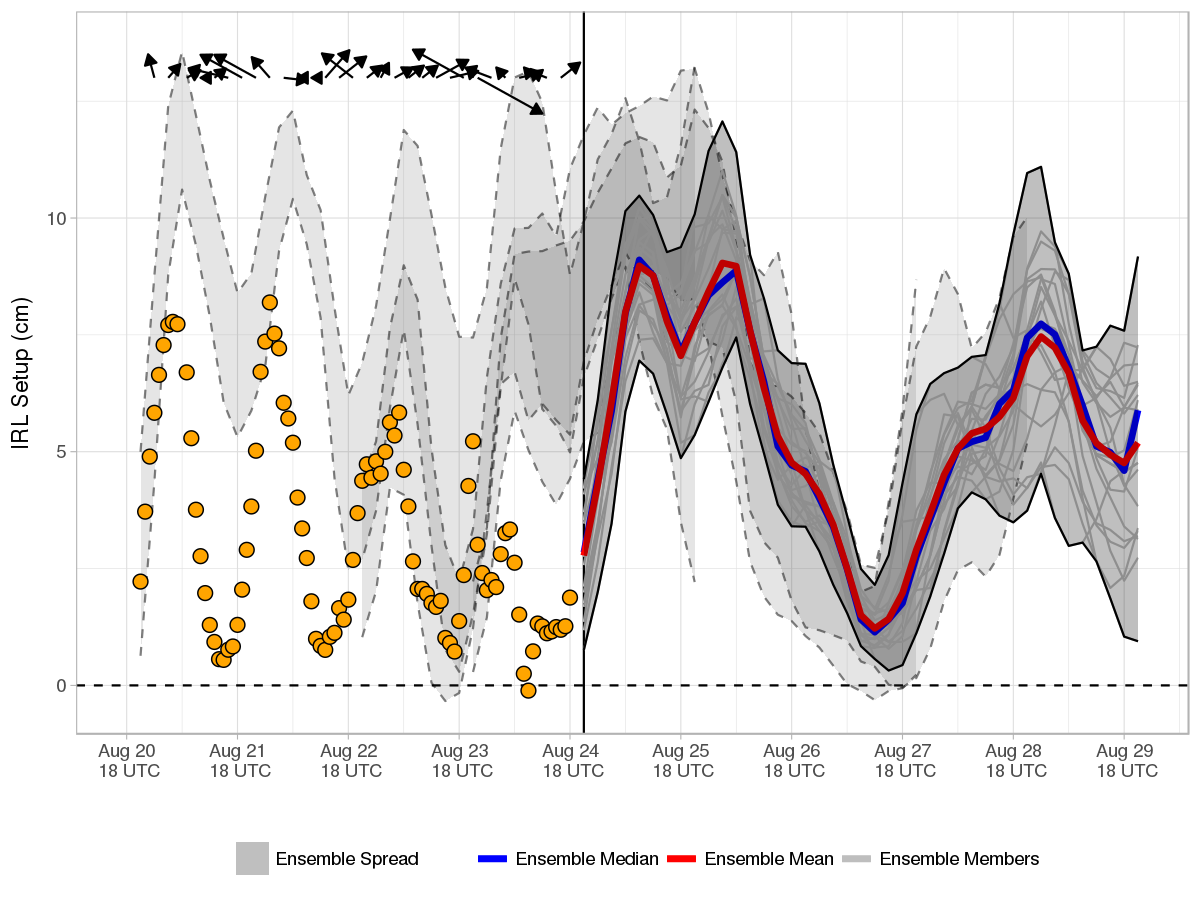 IRL Setup (cm)
10
5
0
Aug 20 Aug 21 Aug 22 Aug 23 Aug 24 Aug 25 Aug 26 Aug 27 Aug 28 Aug 29
18 UTC 18 UTC 18 UTC 18 UTC 18 UTC 18 UTC 18 UTC 18 UTC 18 UTC 18 UTC
Ensemble Spread Ensemble Median Ensemble Mean Ensemble Members